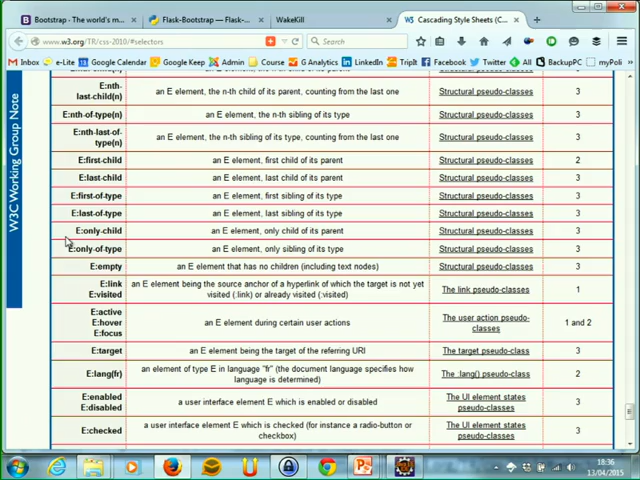 Bootstrap · The world's m...
Flask-Bootstrap — Flask-...
WakeKill
Cascading Style Sheets (C...
www.w3.org/TR/css-2010/#selectors
Search
Inbox
e-Lite
Google Calendar
Google Keep
Admin
Course
G Analytics
LinkedIn
TripIt
Facebook
Twitter
All
BackupPC
myPoli
W3C Working Group Note
an E element, the n-th child of its parent
Structural pseudo-classes
3
E:nth-
last-child(n)
an E element, the n-th child of its parent, counting from the last one
Structural pseudo-classes
3
E:nth-of-type(n)
an E element, the n-th sibling of its type
Structural pseudo-classes
3
E:nth-last-of-
type(n)
an E element, the n-th sibling of its type, counting from the last one
Structural pseudo-classes
3
E:first-child
an E element, first child of its parent
Structural pseudo-classes
2
E:last-child
an E element, last child of its parent
Structural pseudo-classes
3
E:first-of-type
an E element, first sibling of its type
Structural pseudo-classes
3
E:last-of-type
an E element, last sibling of its type
Structural pseudo-classes
3
E:only-child
an E element, only child of its parent
Structural pseudo-classes
3
E:only-of-type
an E element, only sibling of its type
Structural pseudo-classes
3
E:empty
an E element that has no children (including text nodes)
Structural pseudo-classes
3
E:link
E:visited
an E element being the source anchor of a hyperlink of which the target is not yet
visited (:link) or already visited (:visited)
The link pseudo-classes
1
E:active
E:hover
E:focus
an E element during certain user actions
The user action pseudo-
classes
1 and 2
E:target
an E element being the target of the referring URI
The target pseudo-class
3
E:lang(fr)
an element of type E in language "fr" (the document language specifies how
language is determined)
The :lang() pseudo-class
2
E:enabled
E:disabled
a user interface element E which is enabled or disabled
The UI element states
pseudo-classes
3
E:checked
a user interface element E which is checked (for instance a radio-button or
checkbox)
The UI element states
pseudo-classes
3
18:36
13/04/2015